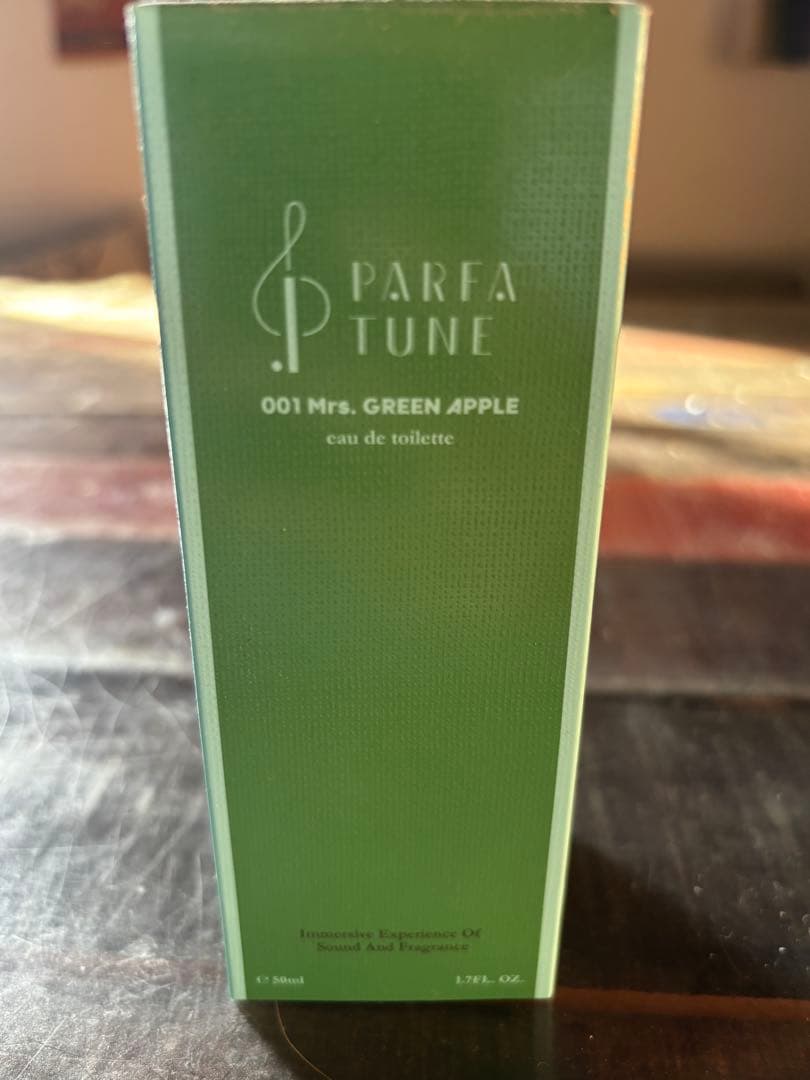 PARFA
TUNE
001 Mrs. GREEN APPLE
eau de toilette
Immersive Experience Of
Sound And Fragrance
℮ 50ml 1.7FL. OZ.